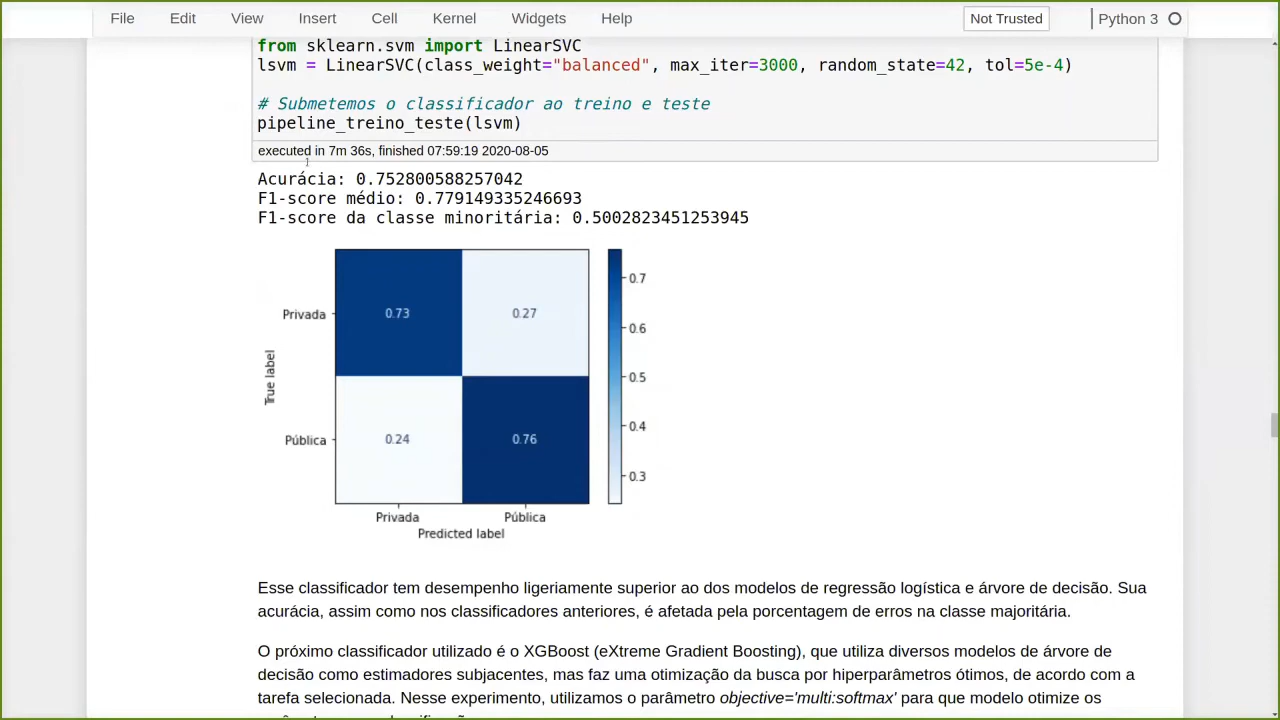 File Edit View Insert Cell Kernel Widgets Help Not Trusted Python 3
from sklearn.svm import LinearSVC
lsvm = LinearSVC(class_weight="balanced", max_iter=3000, random_state=42, tol=5e-4)
# Submetemos o classificador ao treino e teste
pipeline_treino_teste(lsvm)
executed in 7m 36s, finished 07:59:19 2020-08-05
Acurácia: 0.752800588257042
F1-score médio: 0.779149335246693
F1-score da classe minoritária: 0.5002823451253945
0.7
Privada 0.73 0.27
0.6
True label
0.5
0.4
Pública 0.24 0.76
0.3
Privada Pública
Predicted label
Esse classificador tem desempenho ligeriamente superior ao dos modelos de regressão logística e árvore de decisão. Sua
acurácia, assim como nos classificadores anteriores, é afetada pela porcentagem de erros na classe majoritária.
O próximo classificador utilizado é o XGBoost (eXtreme Gradient Boosting), que utiliza diversos modelos de árvore de
decisão como estimadores subjacentes, mas faz uma otimização da busca por hiperparâmetros ótimos, de acordo com a
tarefa selecionada. Nesse experimento, utilizamos o parâmetro objective='multi:softmax' para que modelo otimize os